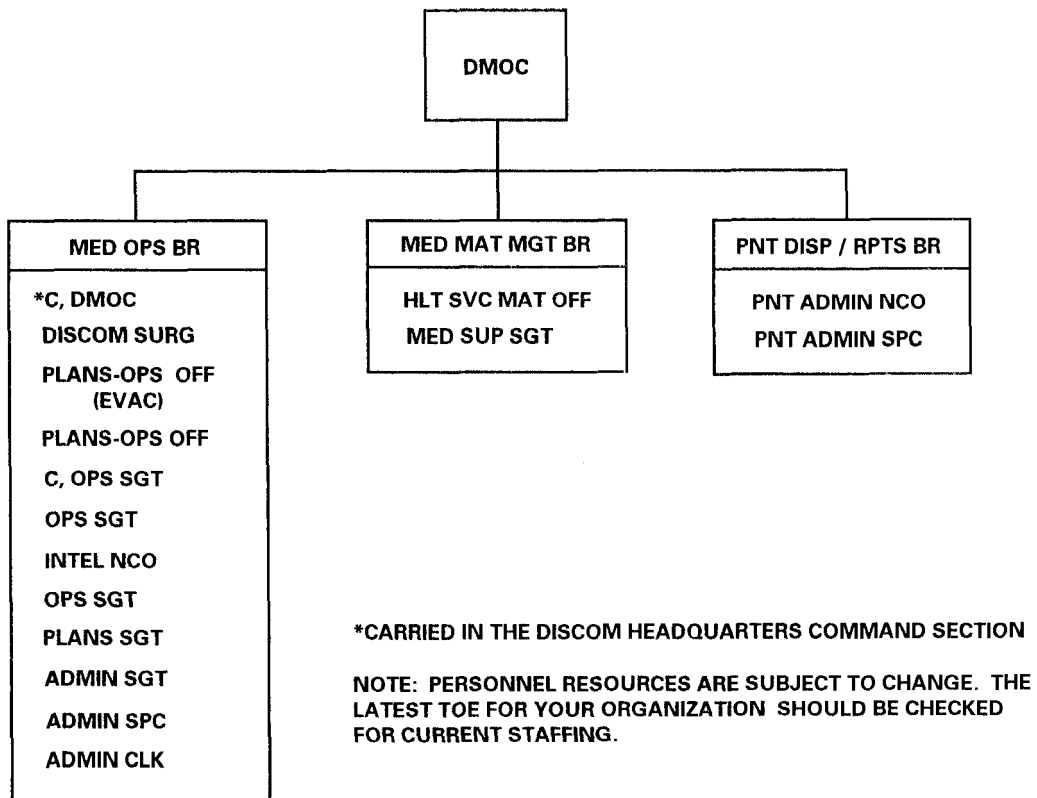 DMOC
MED OPS BR
*C, DMOC
DISCOM SURG
PLANS-OPS OFF
(EVAC)
PLANS-OPS OFF
C, OPS SGT
OPS SGT
INTEL NCO
OPS SGT
PLANS SGT
ADMIN SGT
ADMIN SPC
ADMIN CLK
MED MAT MGT BR
HLT SVC MAT OFF
MED SUP SGT
PNT DISP / RPTS BR
PNT ADMIN NCO
PNT ADMIN SPC
*CARRIED IN THE DISCOM HEADQUARTERS COMMAND SECTION
NOTE: PERSONNEL RESOURCES ARE SUBJECT TO CHANGE. THE
LATEST TOE FOR YOUR ORGANIZATION SHOULD BE CHECKED
FOR CURRENT STAFFING.